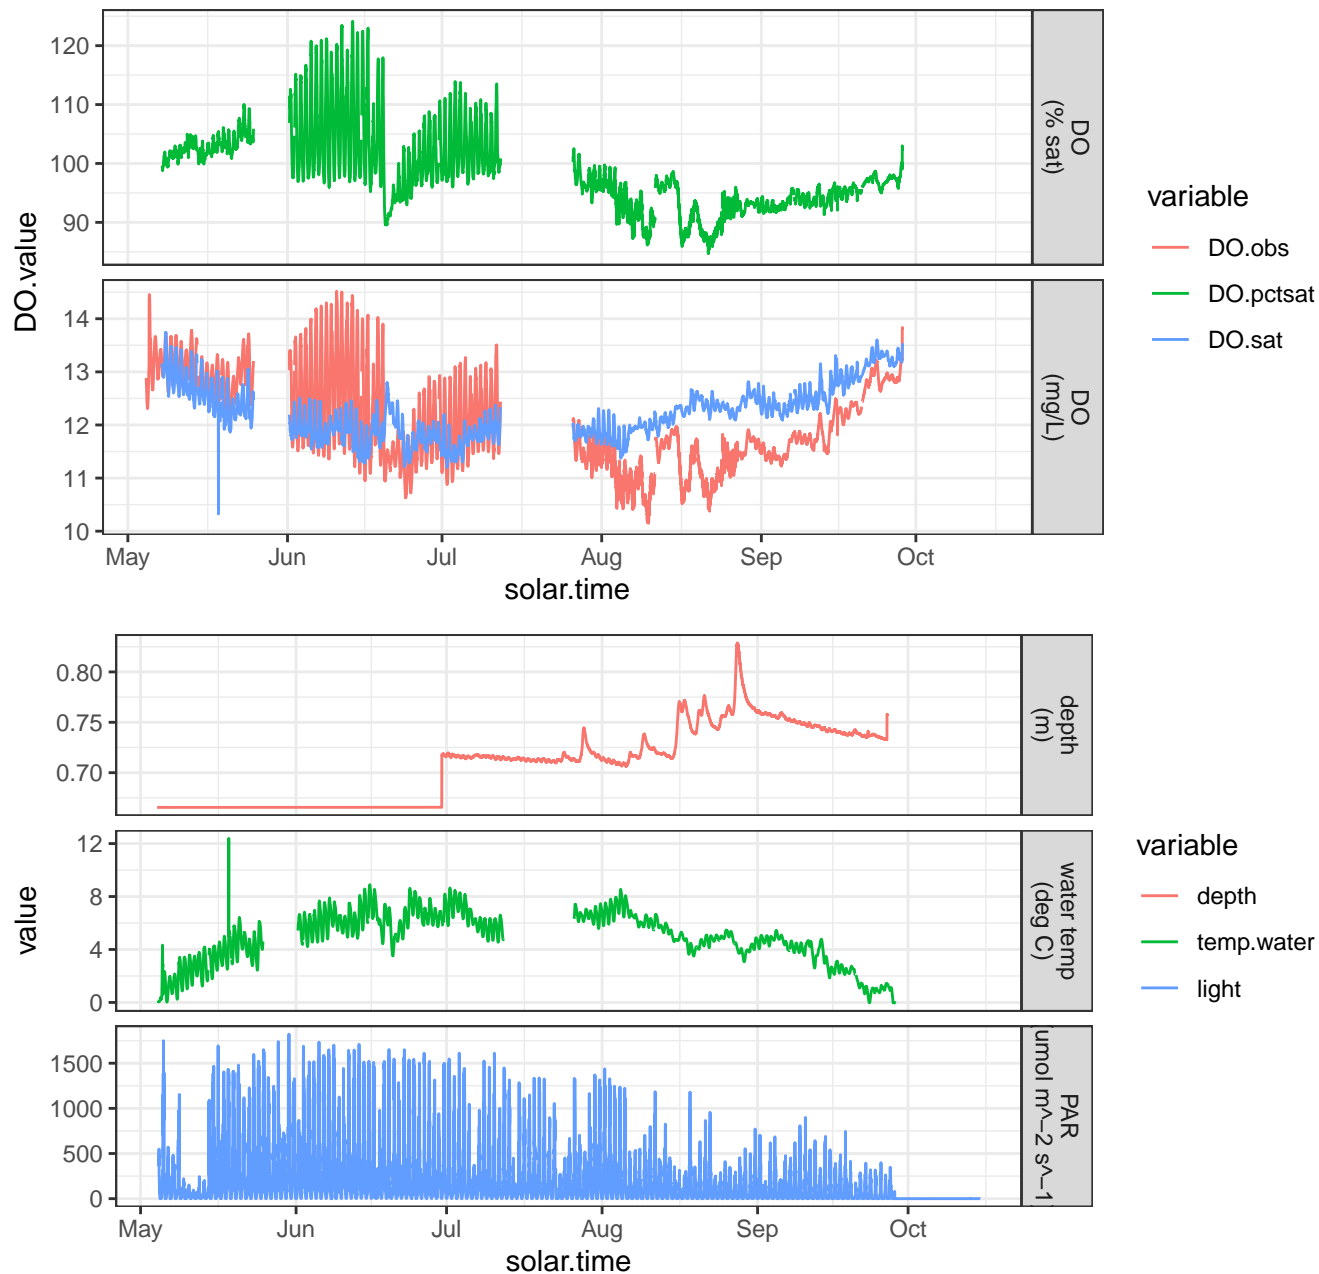 DO.value
120
110
100
90
DO
(% sat)
14
13
12
11
10
DO
(mg/L)
May
Jun
Jul
Aug
Sep
Oct
solar.time
variable
DO.obs
DO.pctsat
DO.sat
value
0.80
0.75
0.70
depth
(m)
12
8
4
0
water temp
(deg C)
1500
1000
500
0
PAR
umol m^-2 s^-1
May
Jun
Jul
Aug
Sep
Oct
solar.time
variable
depth
temp.water
light